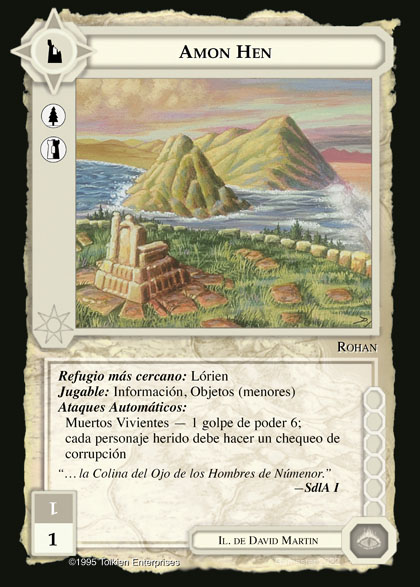 AMON HEN
ROHAN
Refugio más cercano: Lórien
Jugable: Información, Objetos (menores)
Ataques Automáticos:
Muertos Vivientes — 1 golpe de poder 6;
cada personaje herido debe hacer un chequeo de
corrupción
“… la Colina del Ojo de los Hombres de Númenor.”
—SdlA I
1
1
IL. DE DAVID MARTIN
©1995 Tolkien Enterprises